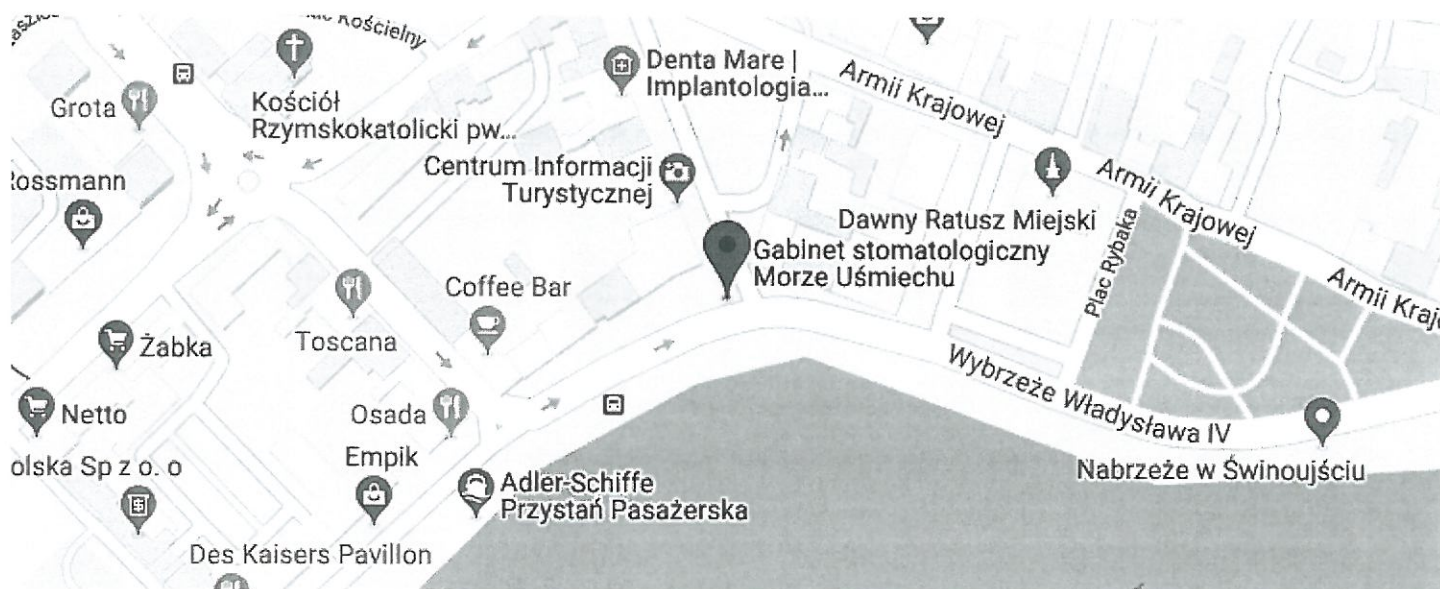 Kościelny
Denta Mare |
Implantologia...
Grota
Kościół
Rzymskokatolicki pw...
Armii Krajowej
Centrum Informacji
Turystycznej
Rossmann
Armii Krajowej
Dawny Ratusz Miejski
Plac Rybaka
Gabinet stomatologiczny
Morze Uśmiechu
Armii Krajo
Coffee Bar
Toscana
Żabka
Wybrzeże Władysława IV
Netto
Osada
Empik
olska Sp z o. o
Nabrzeże w Świnoujściu
Adler-Schiffe
Przystań Pasażerska
Des Kaisers Pavillon